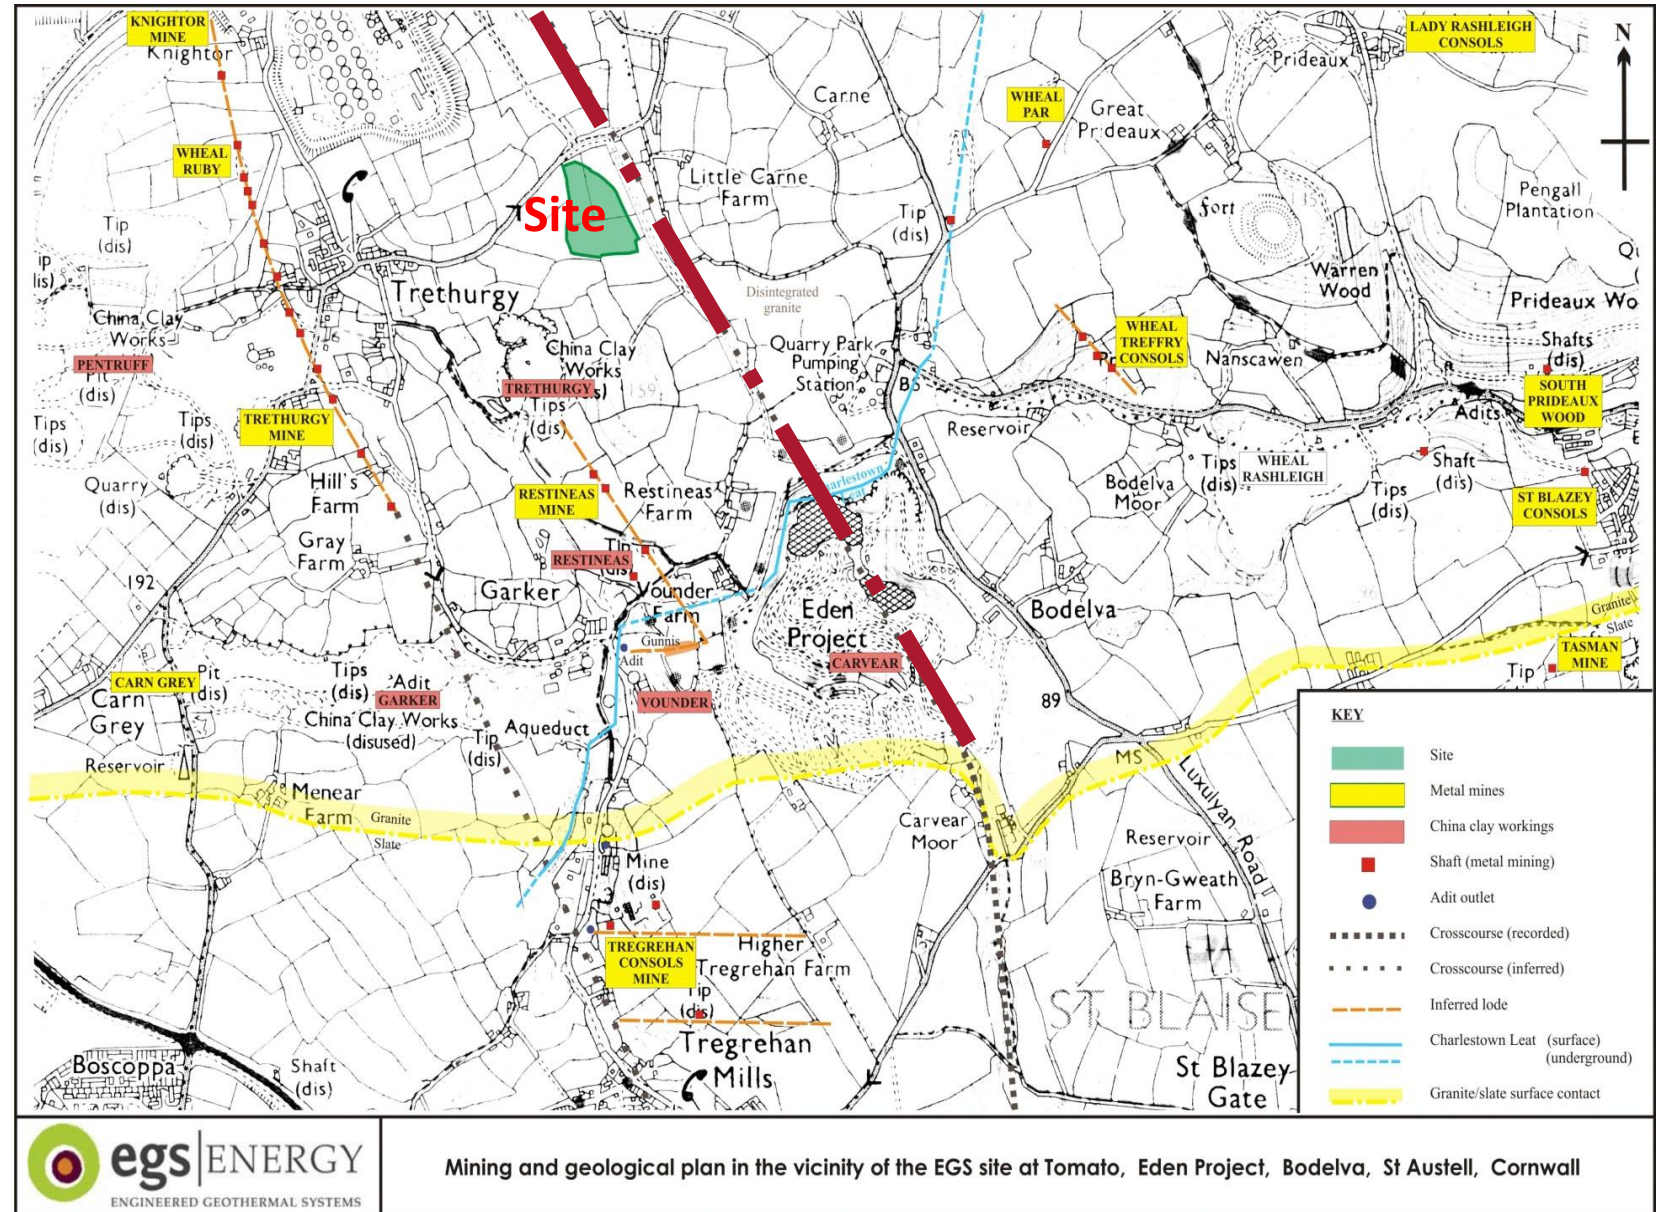 KNIGHTOR
MINE
Knightor
LADY RASHLEIGH
CONSOLS
N
Prideaux
Carne
WHEAL
PAR
Great
Prideaux
WHEAL
RUBY
Little Carne
Farm
Pengall
Plantation
fort
Site
Tip
(dis)
Tip
(dis)
Warren
Wood
Trethurgy
Disintegrated
granite
Prideaux Wo
China Clay
Works
PENTRUFF
Pit
(dis)
China Clay
Works
TRETHURGY
Tips
(dis)
159
Quarry Park
Pumping
Station
BS
WHEAL
TREFFRY
CONSOLS
Nanscawen
Shafts
(dis)
SOUTH
PRIDEAUX
WOOD
Adits
Tips
(dis)
Tips
(dis)
TRETHURGY
MINE
Reservoir
Quarry
(dis)
Hill's
Farm
RESTINEAS
MINE
Restineas
Farm
Charlestown
Leat
Bodelva
Moor
Tips
(dis)
WHEAL
RASHLEIGH
Tips
(dis)
Shaft
(dis)
ST BLAZEY
CONSOLS
Gray
Farm
RESTINEAS
Tip
(dis)
192
Garker
Vounder
Farm
Eden
Project
Bodelva
Granite
Slate
Gunnis
Adit
CARVEAR
TASMAN
MINE
Tip
CARN GREY
Pit
(dis)
Carn
Grey
Tips
(dis)
Adit
GARKER
China Clay Works
(disused)
VOUNDER
Aqueduct
Tip
(dis)
89
MS
Reservoir
Menear
Farm
Granite
Slate
Luxulyan Road
Carvear
Moor
Reservoir
Mine
(dis)
Bryn-Gweath
Farm
TREGREHAN
CONSOLS
MINE
Higher
Tregrehan Farm
Tip
(dis)
ST BLAISE
Tregrehan
Mills
Boscoppa
Shaft
(dis)
St Blazey
Gate
KEY
Site
Metal mines
China clay workings
Shaft (metal mining)
Adit outlet
Crosscourse (recorded)
Crosscourse (inferred)
Inferred lode
Charlestown Leat (surface)
(underground)
Granite/slate surface contact
egs ENERGY
ENGINEERED GEOTHERMAL SYSTEMS
Mining and geological plan in the vicinity of the EGS site at Tomato, Eden Project, Bodelva, St Austell, Cornwall